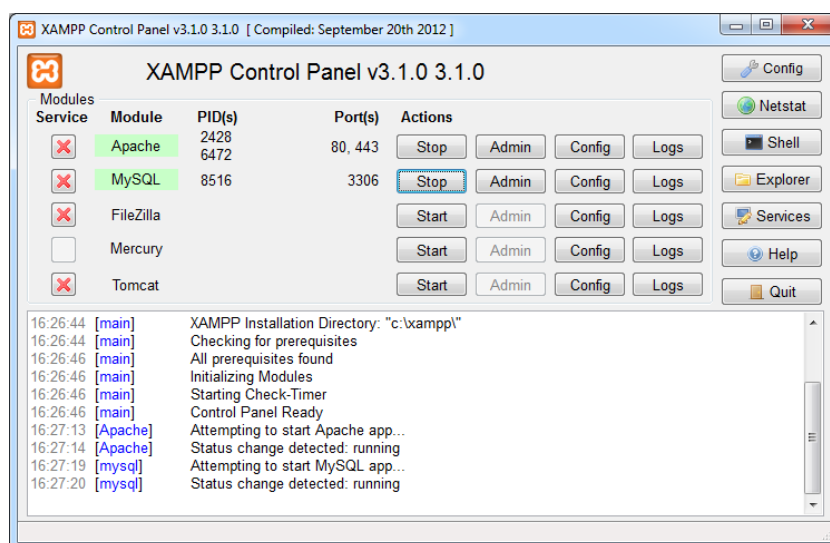 XAMPP Control Panel v3.1.0 3.1.0 [ Compiled: September 20th 2012 ]
XAMPP Control Panel v3.1.0 3.1.0
Config
Netstat
Shell
Explorer
Services
Help
Quit
Modules
Service Module PID(s) Port(s) Actions
Apache 2428 6472 80, 443 Stop Admin Config Logs
MySQL 8516 3306 Stop Admin Config Logs
FileZilla Start Admin Config Logs
Mercury Start Admin Config Logs
Tomcat Start Admin Config Logs
16:26:44 [main] XAMPP Installation Directory: "c:\xampp\"
16:26:44 [main] Checking for prerequisites
16:26:46 [main] All prerequisites found
16:26:46 [main] Initializing Modules
16:26:46 [main] Starting Check-Timer
16:26:46 [main] Control Panel Ready
16:27:13 [Apache] Attempting to start Apache app...
16:27:14 [Apache] Status change detected: running
16:27:19 [mysql] Attempting to start MySQL app...
16:27:20 [mysql] Status change detected: running